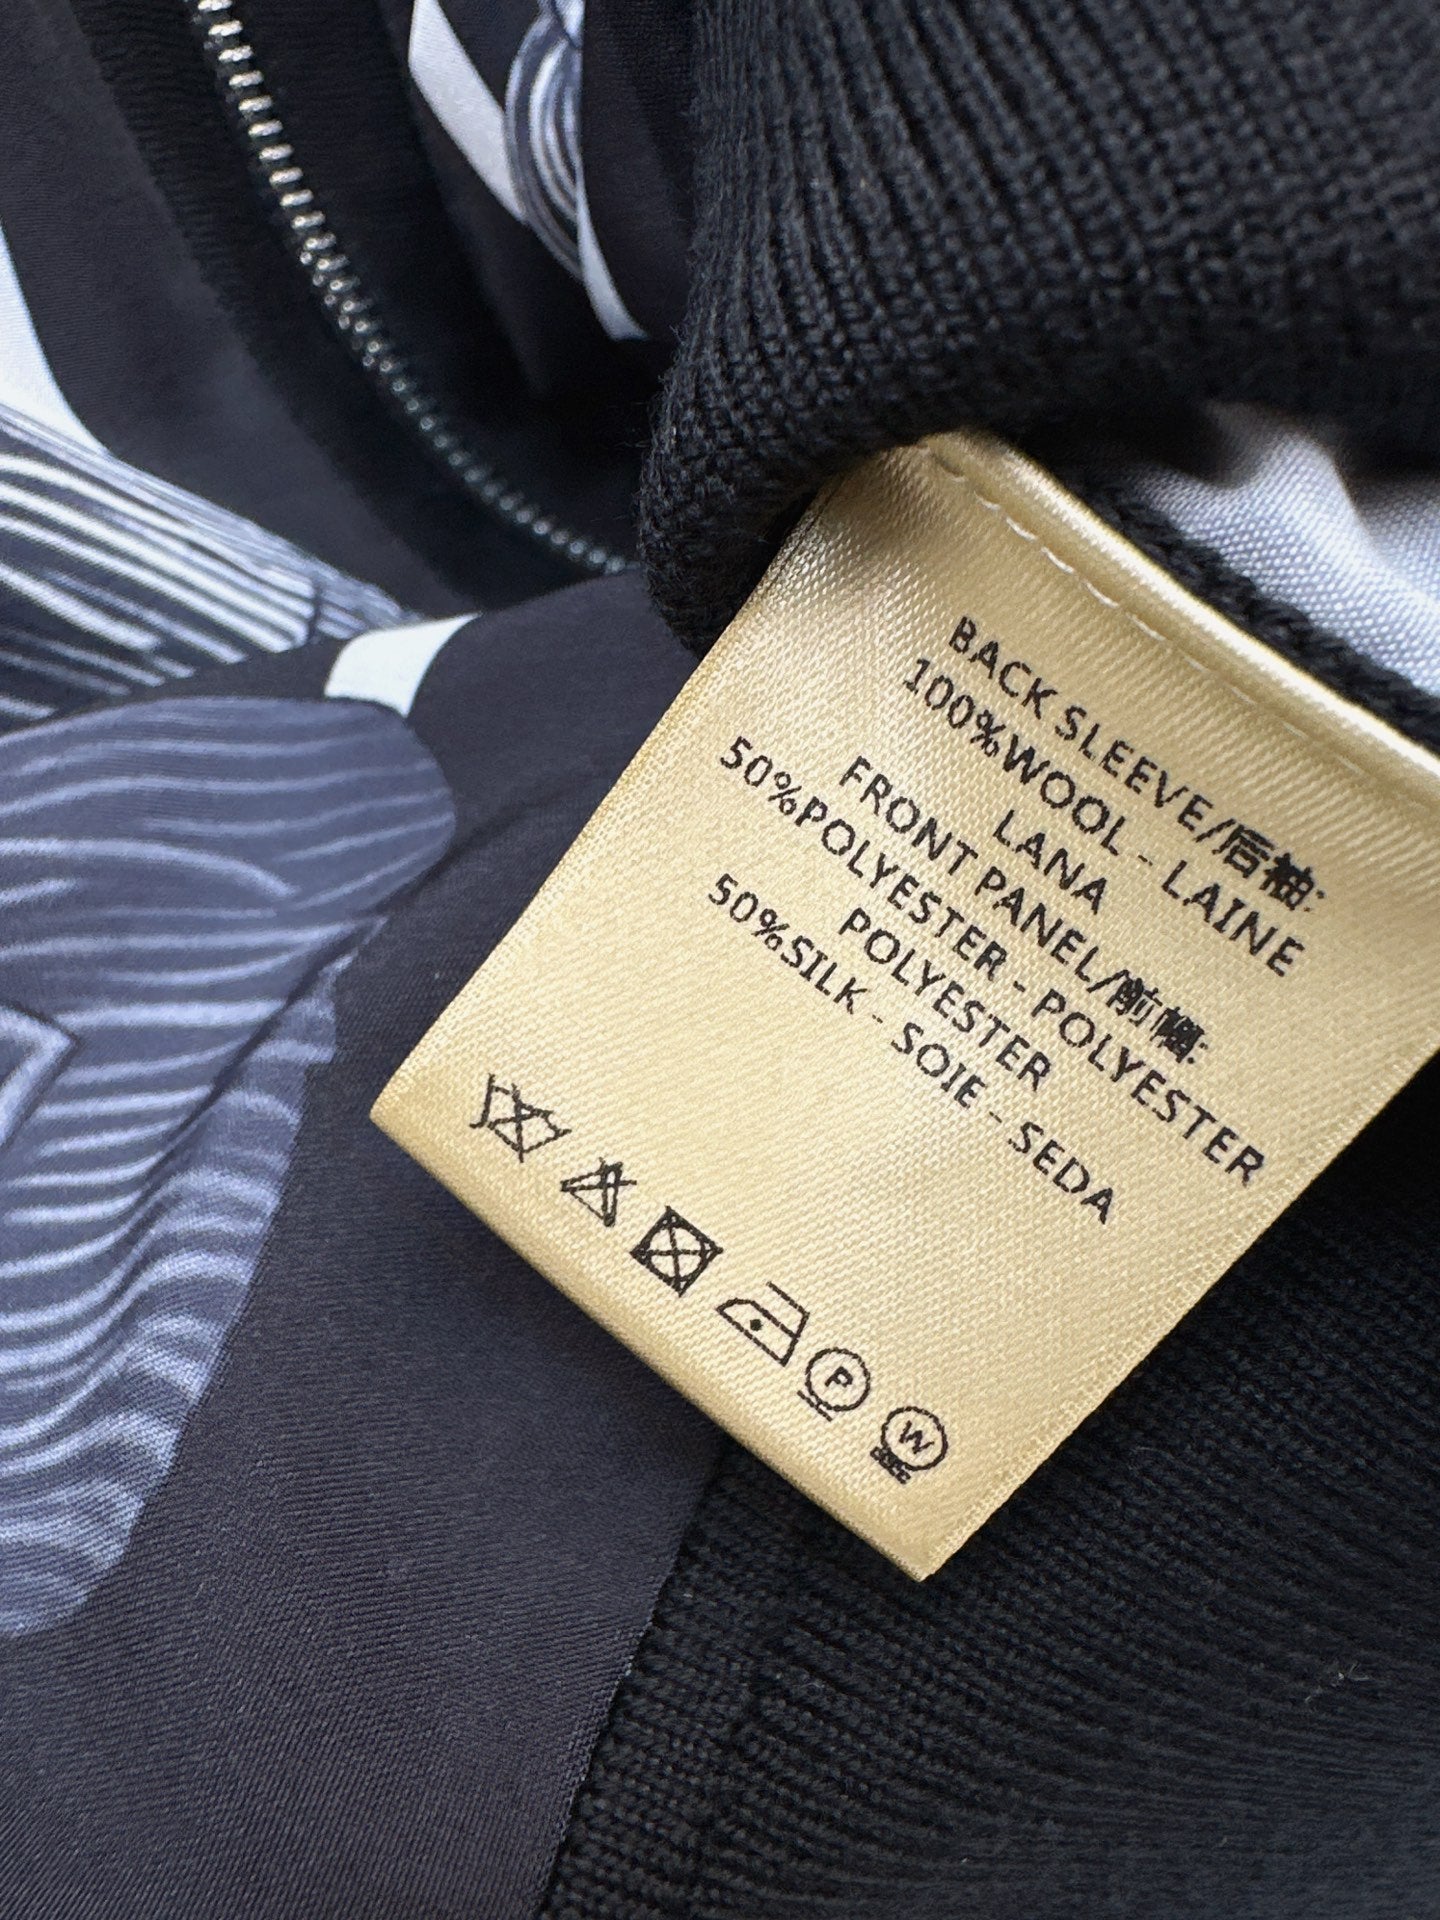 BACK SLEEVE/后袖:
100%WOOL - LAINE
LANA
FRONT PANEL/前幅:
50%POLYESTER - POLYESTER
POLYESTER
50%SILK - SOIE - SEDA
P
W